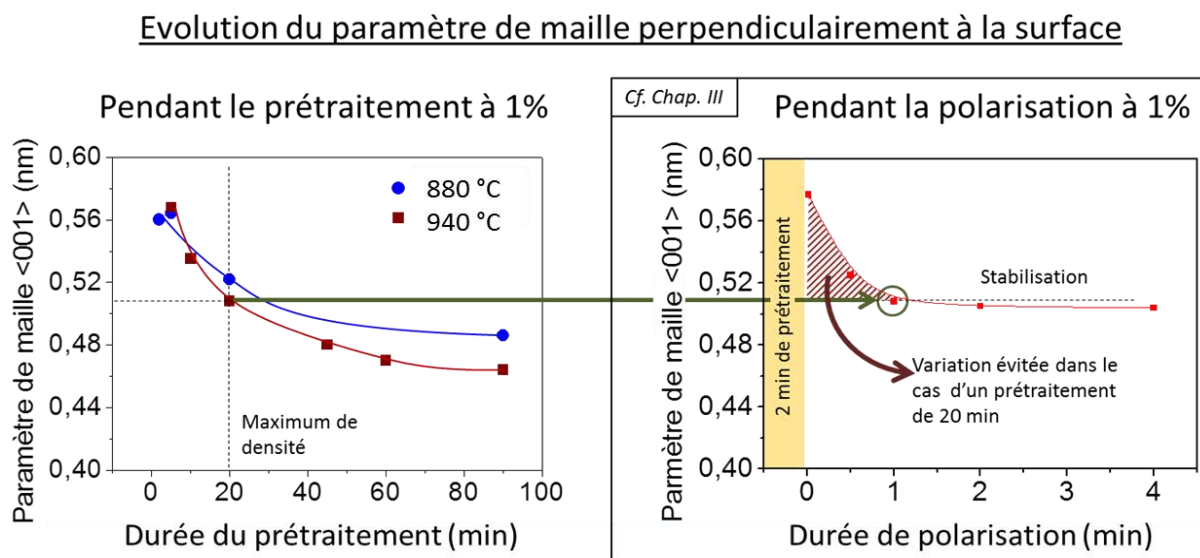 Evolution du paramètre de maille perpendiculairement à la surface
Pendant le prétraitement à 1%
Paramètre de maille <001> (nm)
0,60
0,56
0,52
0,48
0,44
0,40
880 °C
940 °C
Maximum de
densité
0
20
40
60
80
100
Durée du prétraitement (min)
Cf. Chap. III
Pendant la polarisation à 1%
Parmètre de maille <001> (nm)
0,60
0,56
0,52
0,48
0,44
0,40
2 min de prétraitement
Stabilisation
Variation évitée dans le
cas d'un prétraitement
de 20 min
0
1
2
3
4
Durée de polarisation (min)